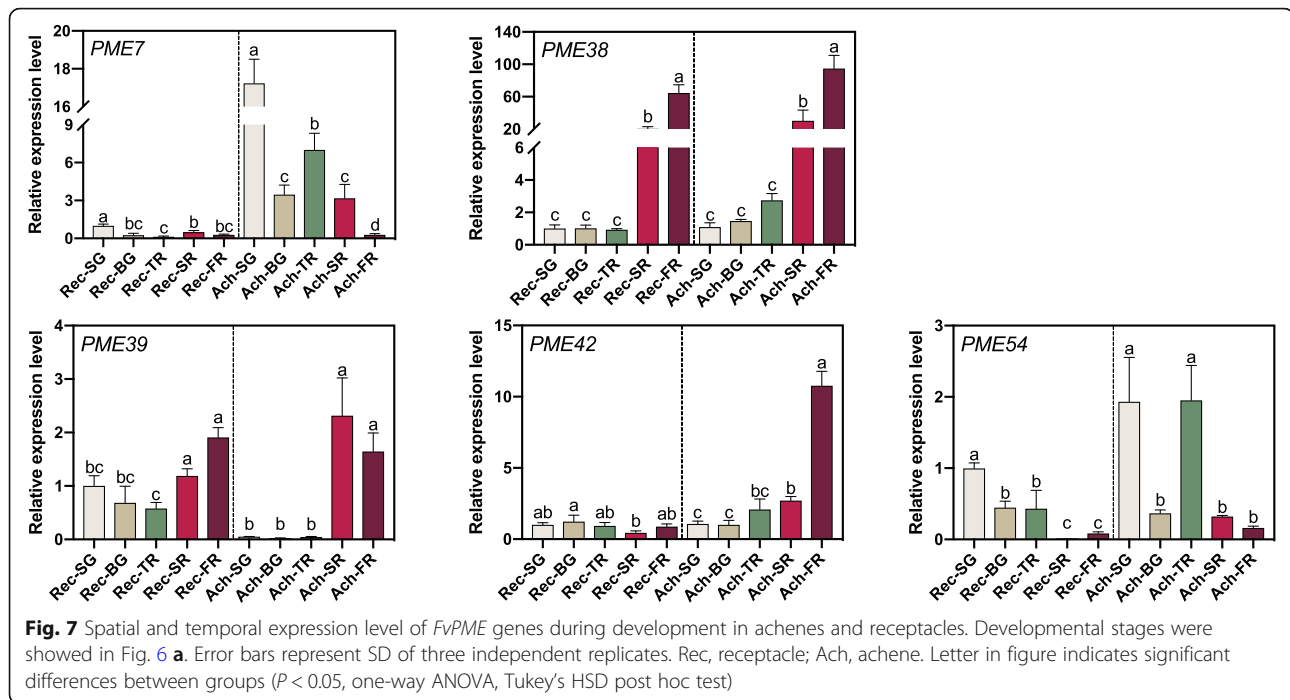 PME7
Relative expression level
20
18
16
9
6
3
0
a
bc
c
b
bc
a
c
b
c
d
Rec-SG
Rec-BG
Rec-TR
Rec-SR
Rec-FR
Ach-SG
Ach-BG
Ach-TR
Ach-SR
Ach-FR
PME38
Relative expression level
140
100
60
20
6
4
2
0
c
c
c
b
a
c
c
c
b
a
Rec-SG
Rec-BG
Rec-TR
Rec-SR
Rec-FR
Ach-SG
Ach-BG
Ach-TR
Ach-SR
Ach-FR
PME39
Relative expression level
4
3
2
1
0
bc
bc
c
a
a
b
b
b
a
a
Rec-SG
Rec-BG
Rec-TR
Rec-SR
Rec-FR
Ach-SG
Ach-BG
Ach-TR
Ach-SR
Ach-FR
PME42
Relative expression level
15
10
5
0
ab
a
ab
b
ab
c
c
bc
b
a
Rec-SG
Rec-BG
Rec-TR
Rec-SR
Rec-FR
Ach-SG
Ach-BG
Ach-TR
Ach-SR
Ach-FR
PME54
Relative expression level
3
2
1
0
a
b
b
c
c
a
b
a
b
b
Rec-SG
Rec-BG
Rec-TR
Rec-SR
Rec-FR
Ach-SG
Ach-BG
Ach-TR
Ach-SR
Ach-FR
Fig. 7 Spatial and temporal expression level of FvPME genes during development in achenes and receptacles. Developmental stages were
showed in Fig. 6 a. Error bars represent SD of three independent replicates. Rec, receptacle; Ach, achene. Letter in figure indicates significant
differences between groups (P < 0.05, one-way ANOVA, Tukey's HSD post hoc test)